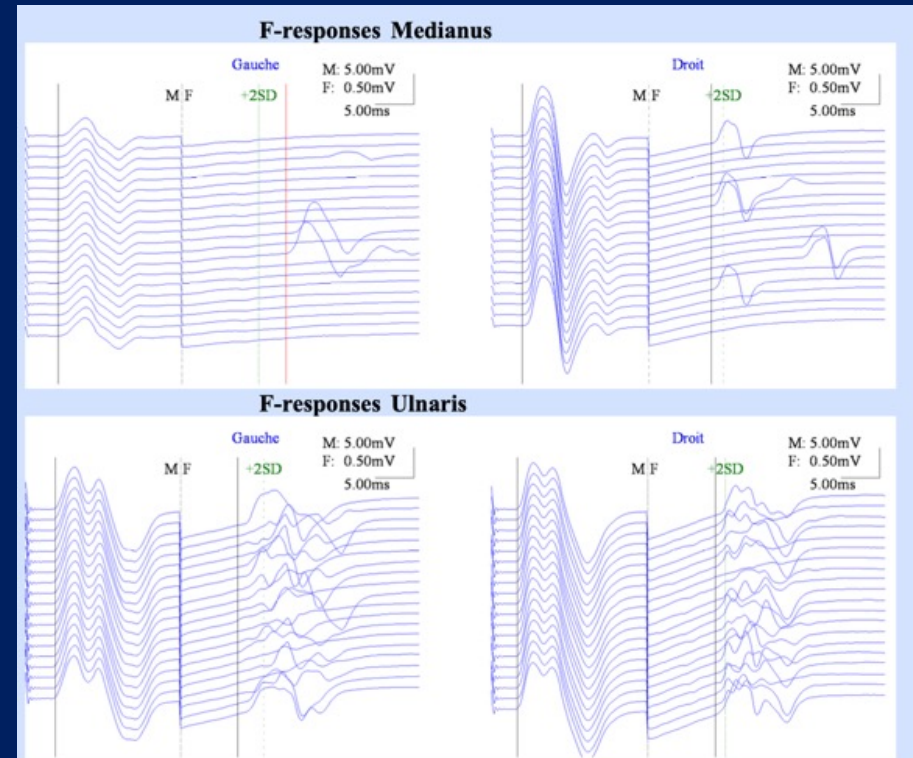 F-responses Medianus
Gauche
M: 5.00mV
F: 0.50mV
5.00ms
M F
+2SD
Droit
M: 5.00mV
F: 0.50mV
5.00ms
M F
+2SD
F-responses Ulnaris
Gauche
M: 5.00mV
F: 0.50mV
5.00ms
M F
+2SD
Droit
M: 5.00mV
F: 0.50mV
5.00ms
M F
+2SD